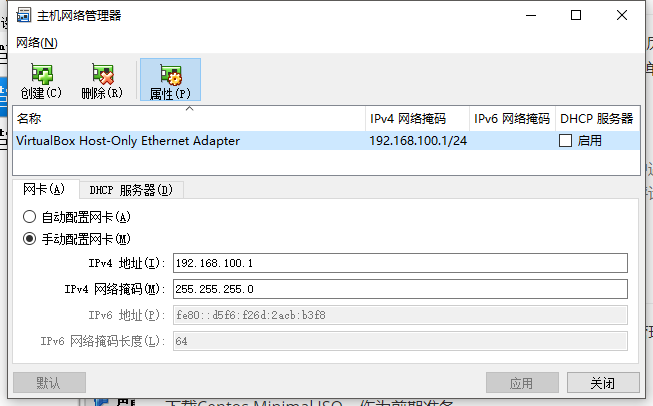 主机网络管理器
网络(N)
创建(C) 删除(R) 属性(P)
名称 IPv4 网络掩码 IPv6 网络掩码 DHCP 服务器
VirtualBox Host-Only Ethernet Adapter 192.168.100.1/24 启用
网卡(A) DHCP 服务器(D)
自动配置网卡(A)
手动配置网卡(M)
IPv4 地址(I): 192.168.100.1
IPv4 网络掩码(M): 255.255.255.0
IPv6 地址(P): fe80::d5f6:f26d:2acb:b3f8
IPv6 网络掩码长度(L): 64
默认 应用 关闭